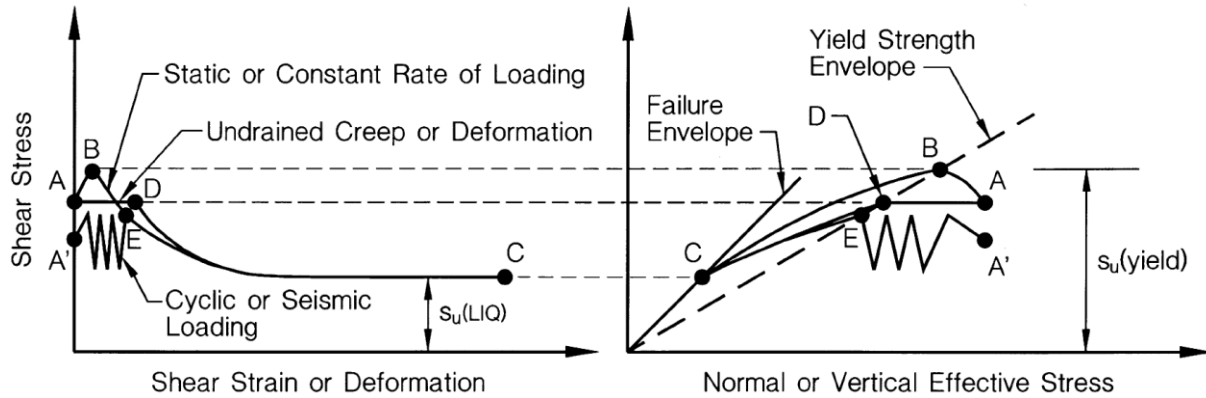 Shear Stress
Static or Constant Rate of Loading
Undrained Creep or Deformation
B
A
D
E
A'
C
Cyclic or Seismic
Loading
su(LIQ)
Shear Strain or Deformation
Yield Strength
Envelope
Failure
Envelope
D
B
A
E
C
A'
su(yield)
Normal or Vertical Effective Stress